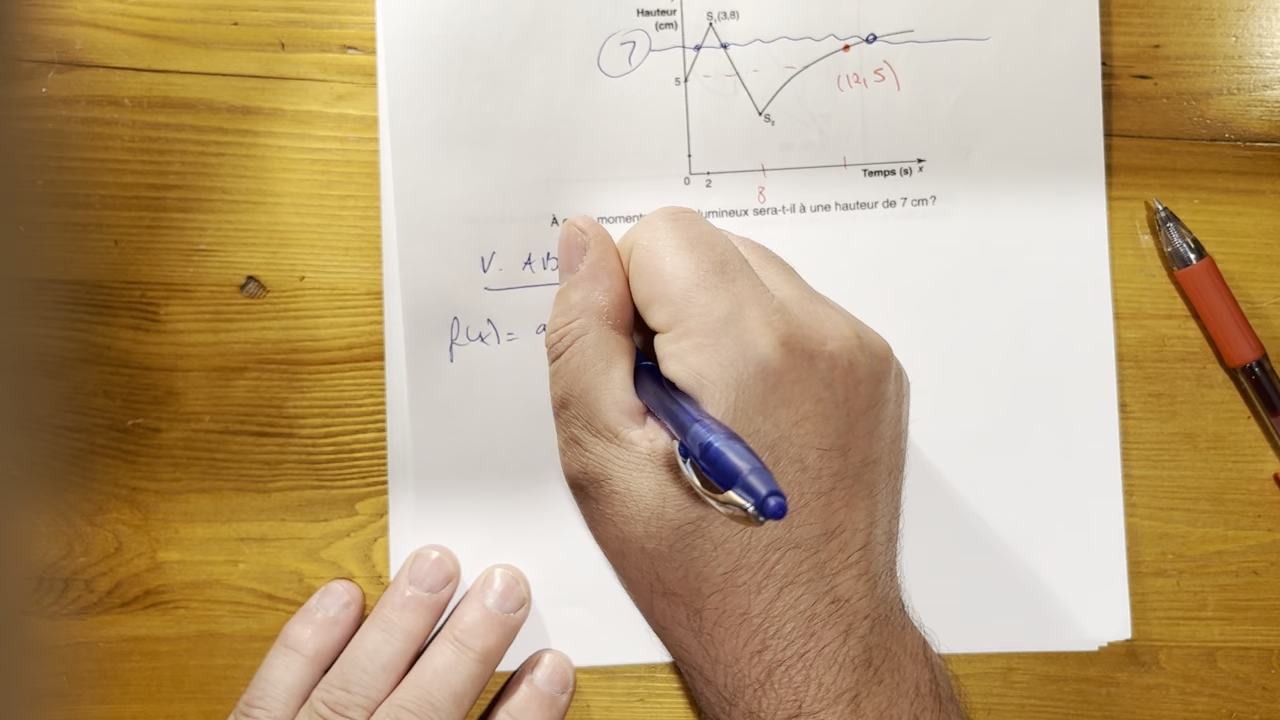 Hauteur
(cm)
S₁(3,8)
7
5
(12,5)
S₂
0 2
8
Temps (s) x
À moment lumineux sera-t-il à une hauteur de 7 cm ?
V. AB
f(x)= a